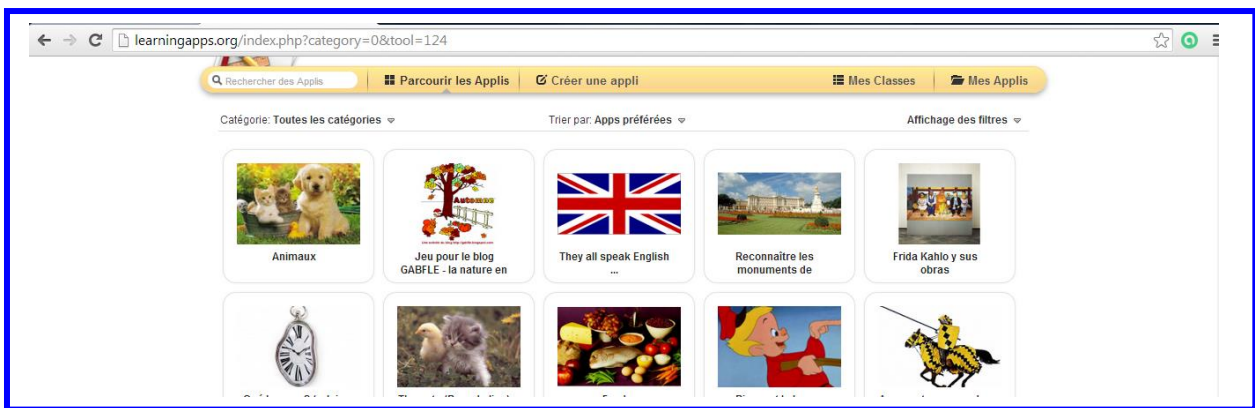 learningapps.org/index.php?category=0&tool=124
Rechercher des Applis Parcourir les Applis Créer une appli Mes Classes Mes Applis
Catégorie: Toutes les catégories Trier par: Apps préférées Affichage des filtres
Automne
Animaux
Jeu pour le blog
GABFLE - la nature en
They all speak English
...
Reconnaître les
monuments de
Frida Kahlo y sus
obras